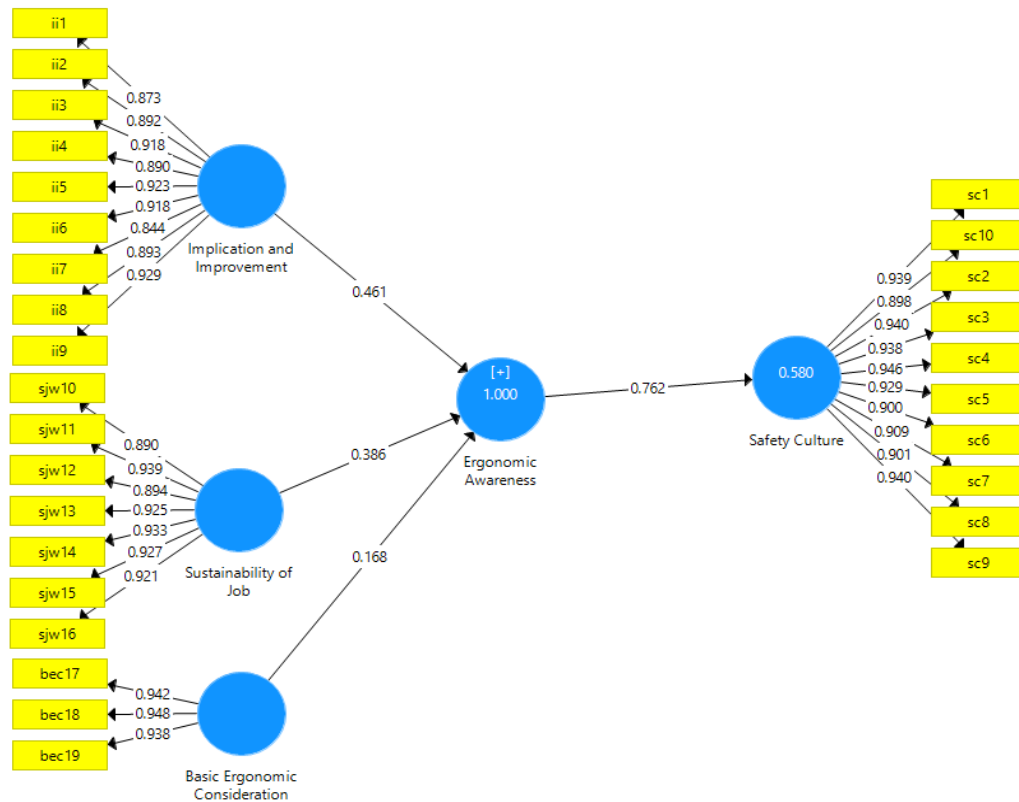 ii1
ii2
ii3
ii4
ii5
ii6
ii7
ii8
ii9
0.873
0.892
0.918
0.890
0.923
0.918
0.844
0.893
0.929
Implication and
Improvement
0.461
sjw10
sjw11
sjw12
sjw13
sjw14
sjw15
sjw16
0.890
0.939
0.894
0.925
0.933
0.927
0.921
Sustainability of
Job
0.386
bec17
bec18
bec19
0.942
0.948
0.938
Basic Ergonomic
Consideration
0.168
[+]
1.000
Ergonomic
Awareness
0.762
0.580
Safety Culture
0.939
0.898
0.940
0.938
0.946
0.929
0.900
0.909
0.901
0.940
sc1
sc10
sc2
sc3
sc4
sc5
sc6
sc7
sc8
sc9